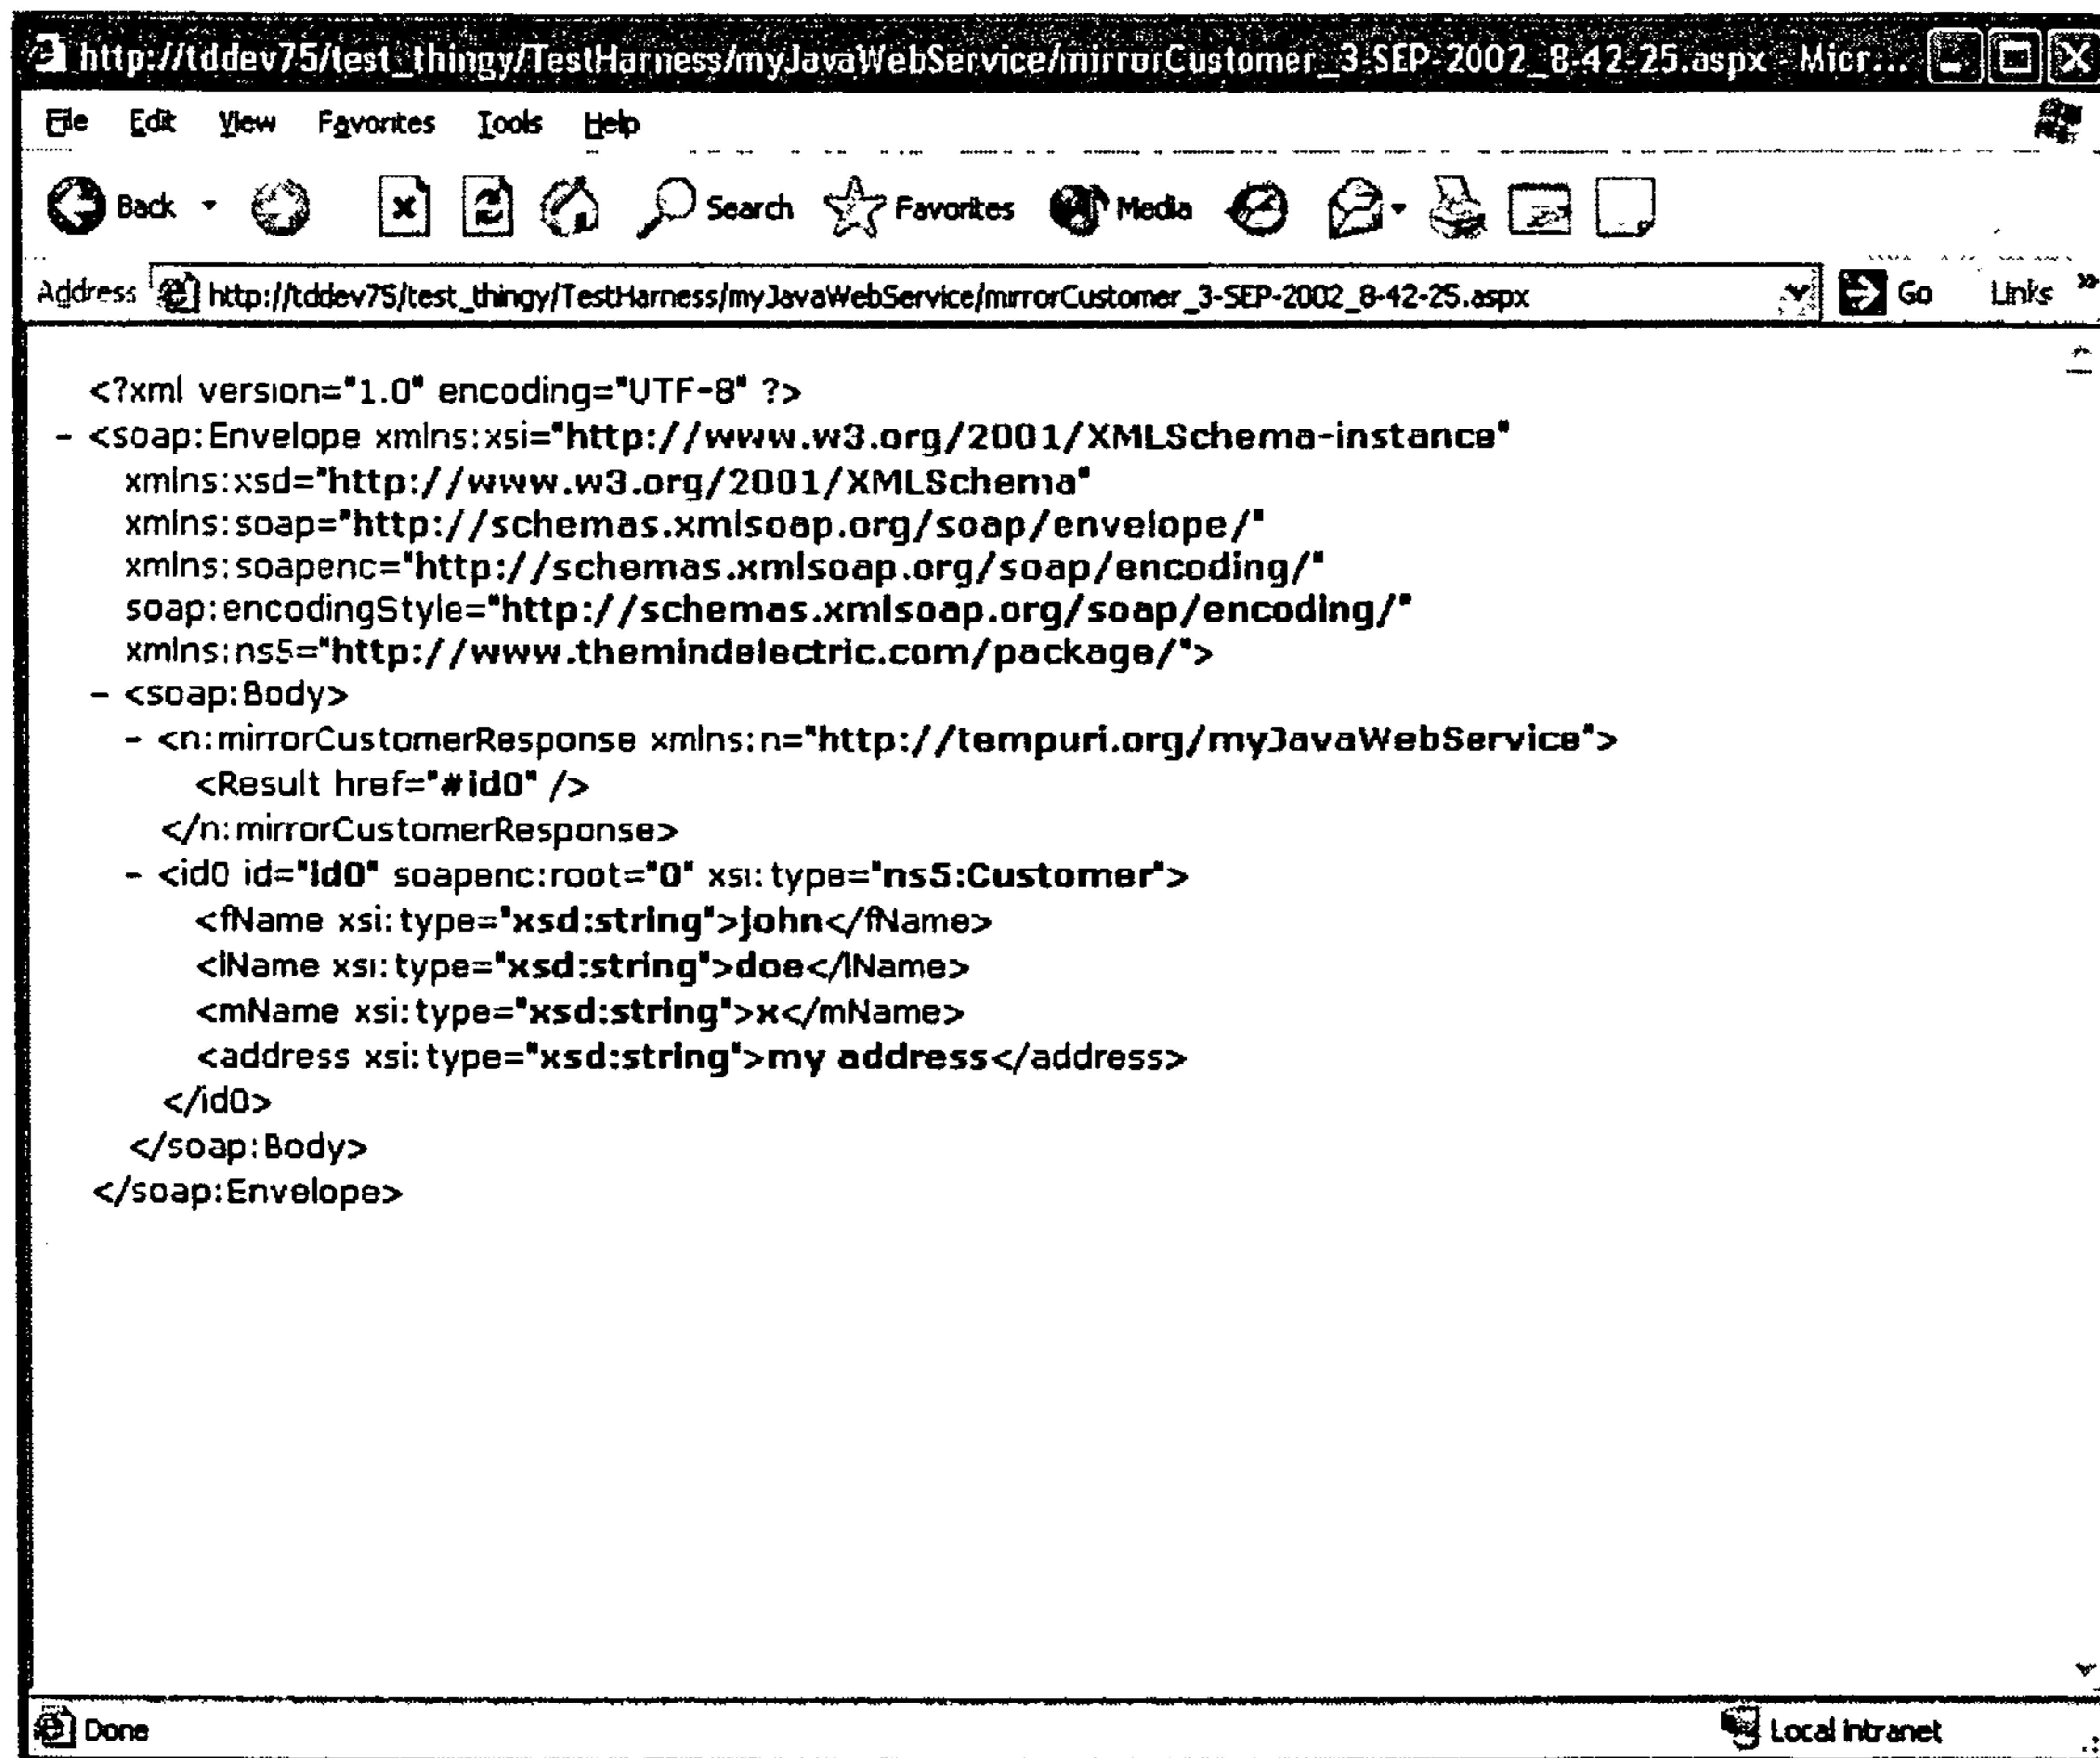 http://tddev75/test_thingy/TestHarness/myJavaWebService/mirrorCustomer_3-SEP-2002_8-42-25.aspx - Micr...
File Edit View Favorites Tools Help
Back Search Favorites Media
Address http://tddev75/test_thingy/TestHarness/myJavaWebService/mirrorCustomer_3-SEP-2002_8-42-25.aspx Go Links »
<?xml version="1.0" encoding="UTF-8" ?>
- <soap:Envelope xmlns:xsi="http://www.w3.org/2001/XMLSchema-instance"
xmlns:xsd="http://www.w3.org/2001/XMLSchema"
xmlns:soap="http://schemas.xmlsoap.org/soap/envelope/"
xmlns:soapenc="http://schemas.xmlsoap.org/soap/encoding/"
soap:encodingStyle="http://schemas.xmlsoap.org/soap/encoding/"
xmlns:ns5="http://www.themindelectric.com/package/">
- <soap:Body>
- <n:mirrorCustomerResponse xmlns:n="http://tempuri.org/myJavaWebService">
<Result href="#id0" />
</n:mirrorCustomerResponse>
- <id0 id="id0" soapenc:root="0" xsi:type="ns5:Customer">
<fName xsi:type="xsd:string">john</fName>
<lName xsi:type="xsd:string">doe</lName>
<mName xsi:type="xsd:string">x</mName>
<address xsi:type="xsd:string">my address</address>
</id0>
</soap:Body>
</soap:Envelope>
Done Local intranet